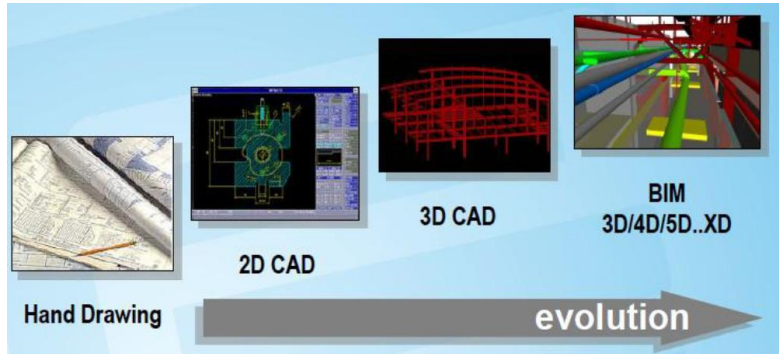 Hand Drawing
2D CAD
3D CAD
BIM
3D/4D/5D..XD
evolution